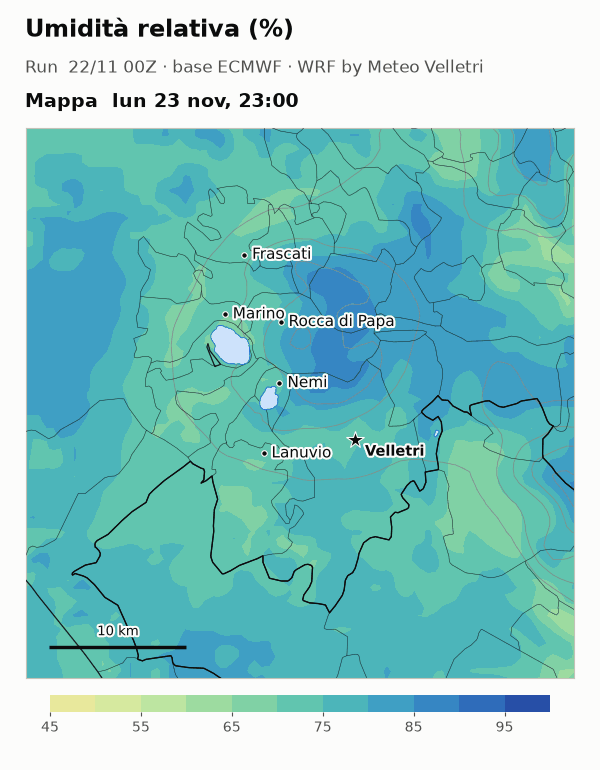 Umidità relativa (%)
Run  22/11 00Z · base ECMWF · WRF by Meteo Velletri
Mappa  lun 23 nov, 23:00
Frascati
Marino
Rocca di Papa
Nemi
Velletri
Lanuvio
10 km
45 55 65 75 85 95